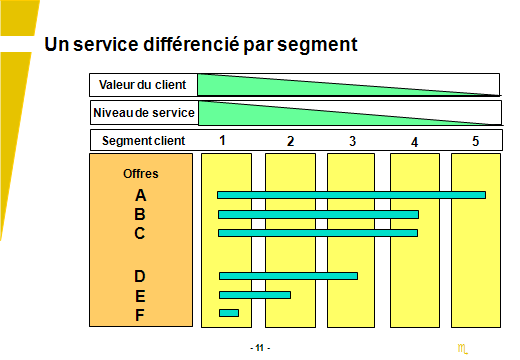 Un service différencié par segment
Valeur du client
Niveau de service
Segment client 1 2 3 4 5
Offres
A
B
C
D
E
F
- 11 -